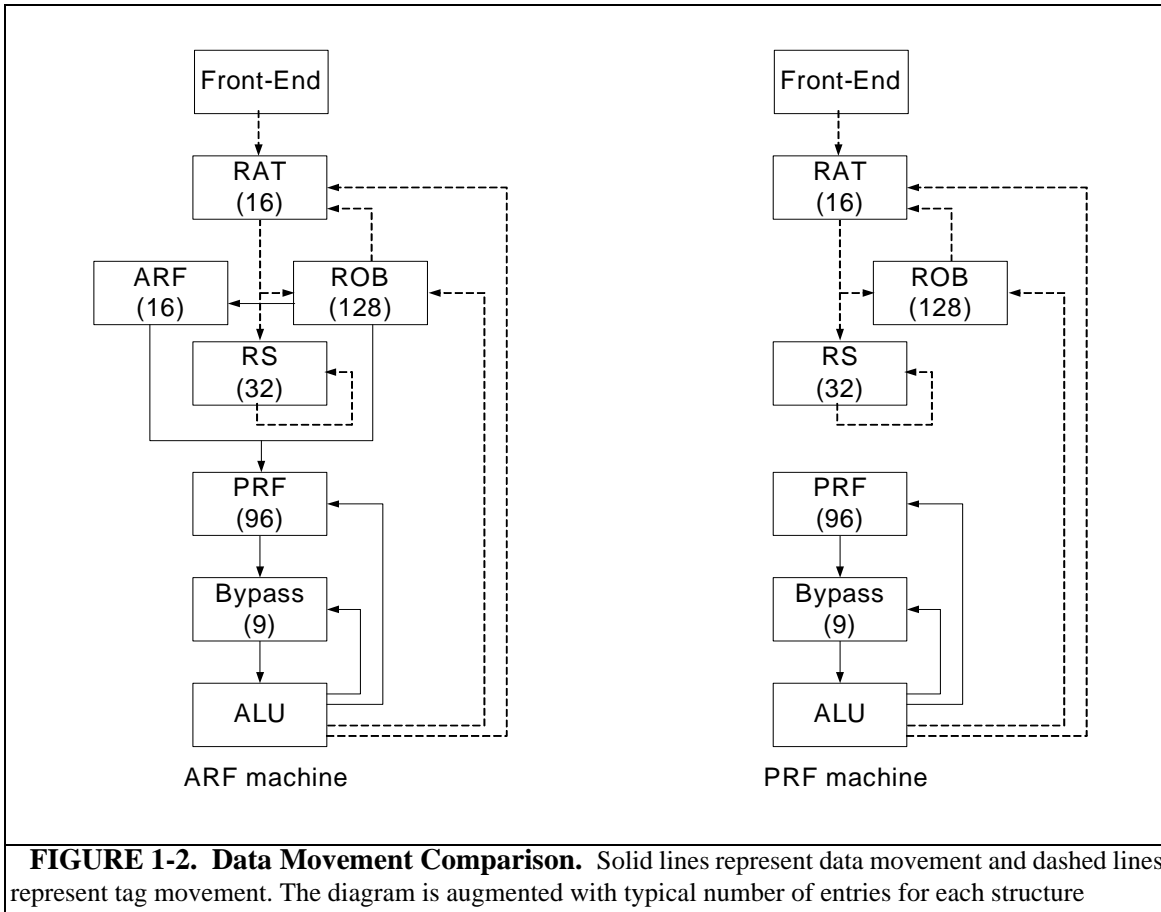 Front-End
RAT
(16)
ARF
(16)
ROB
(128)
RS
(32)
PRF
(96)
Bypass
(9)
ALU
ARF machine
Front-End
RAT
(16)
ROB
(128)
RS
(32)
PRF
(96)
Bypass
(9)
ALU
PRF machine
FIGURE 1-2. Data Movement Comparison. Solid lines represent data movement and dashed lines
represent tag movement. The diagram is augmented with typical number of entries for each structure